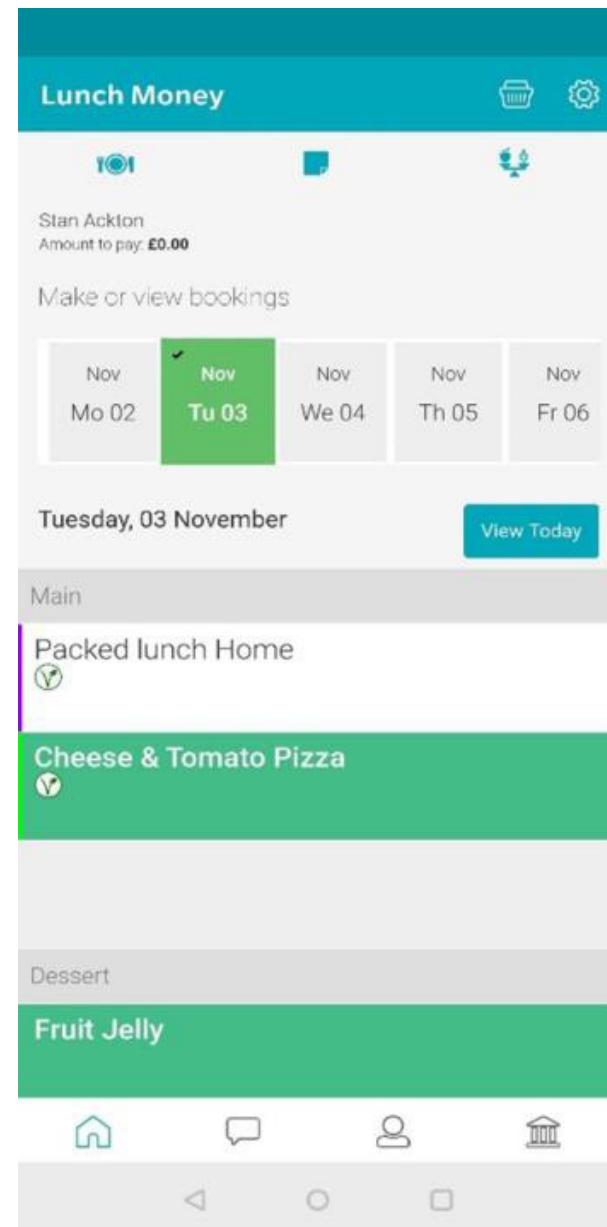 Lunch Money
Stan Ackton
Amount to pay: £0.00
Make or view bookings
Nov Nov Nov Nov Nov
Mo 02 Tu 03 We 04 Th 05 Fr 06
Tuesday, 03 November
View Today
Main
Packed lunch Home
V
Cheese & Tomato Pizza
V
Dessert
Fruit Jelly